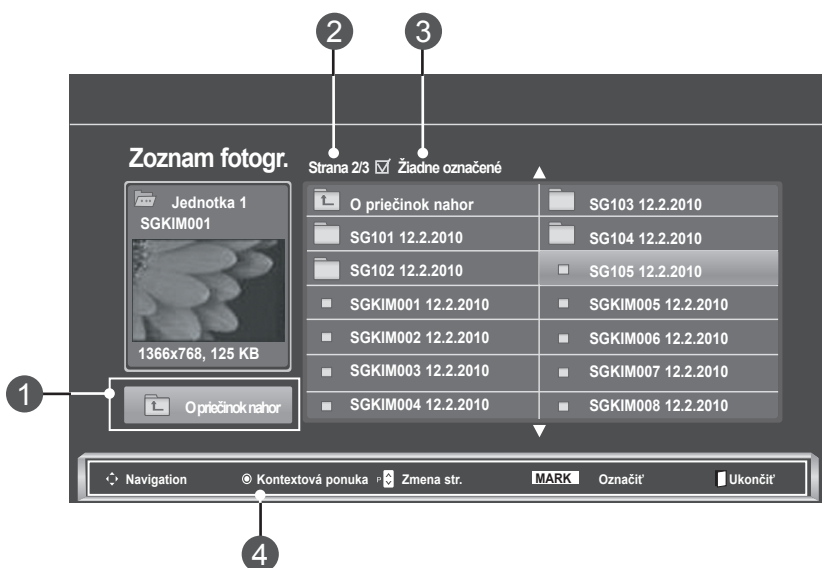 2 3
Zoznam fotogr.
Strana 2/3 Žiadne označené
Jednotka 1
SGKIM001
1366x768, 125 KB
1
O priečinok nahor
O priečinok nahor
SG101 12.2.2010
SG102 12.2.2010
SGKIM001 12.2.2010
SGKIM002 12.2.2010
SGKIM003 12.2.2010
SGKIM004 12.2.2010
SG103 12.2.2010
SG104 12.2.2010
SG105 12.2.2010
SGKIM005 12.2.2010
SGKIM006 12.2.2010
SGKIM007 12.2.2010
SGKIM008 12.2.2010
Navigation Kontextová ponuka P Zmena str. MARK Označiť Ukončiť
4